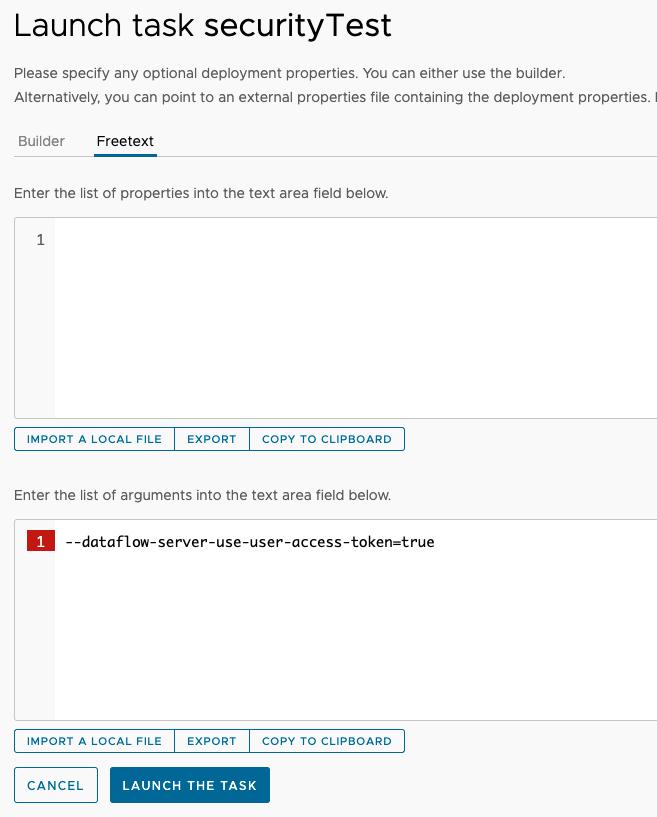 Launch task securityTest
Please specify any optional deployment properties. You can either use the builder.
Alternatively, you can point to an external properties file containing the deployment properties.
Builder Freetext
Enter the list of properties into the text area field below.
1
IMPORT A LOCAL FILE EXPORT COPY TO CLIPBOARD
Enter the list of arguments into the text area field below.
1 --dataflow-server-use-user-access-token=true
IMPORT A LOCAL FILE EXPORT COPY TO CLIPBOARD
CANCEL LAUNCH THE TASK